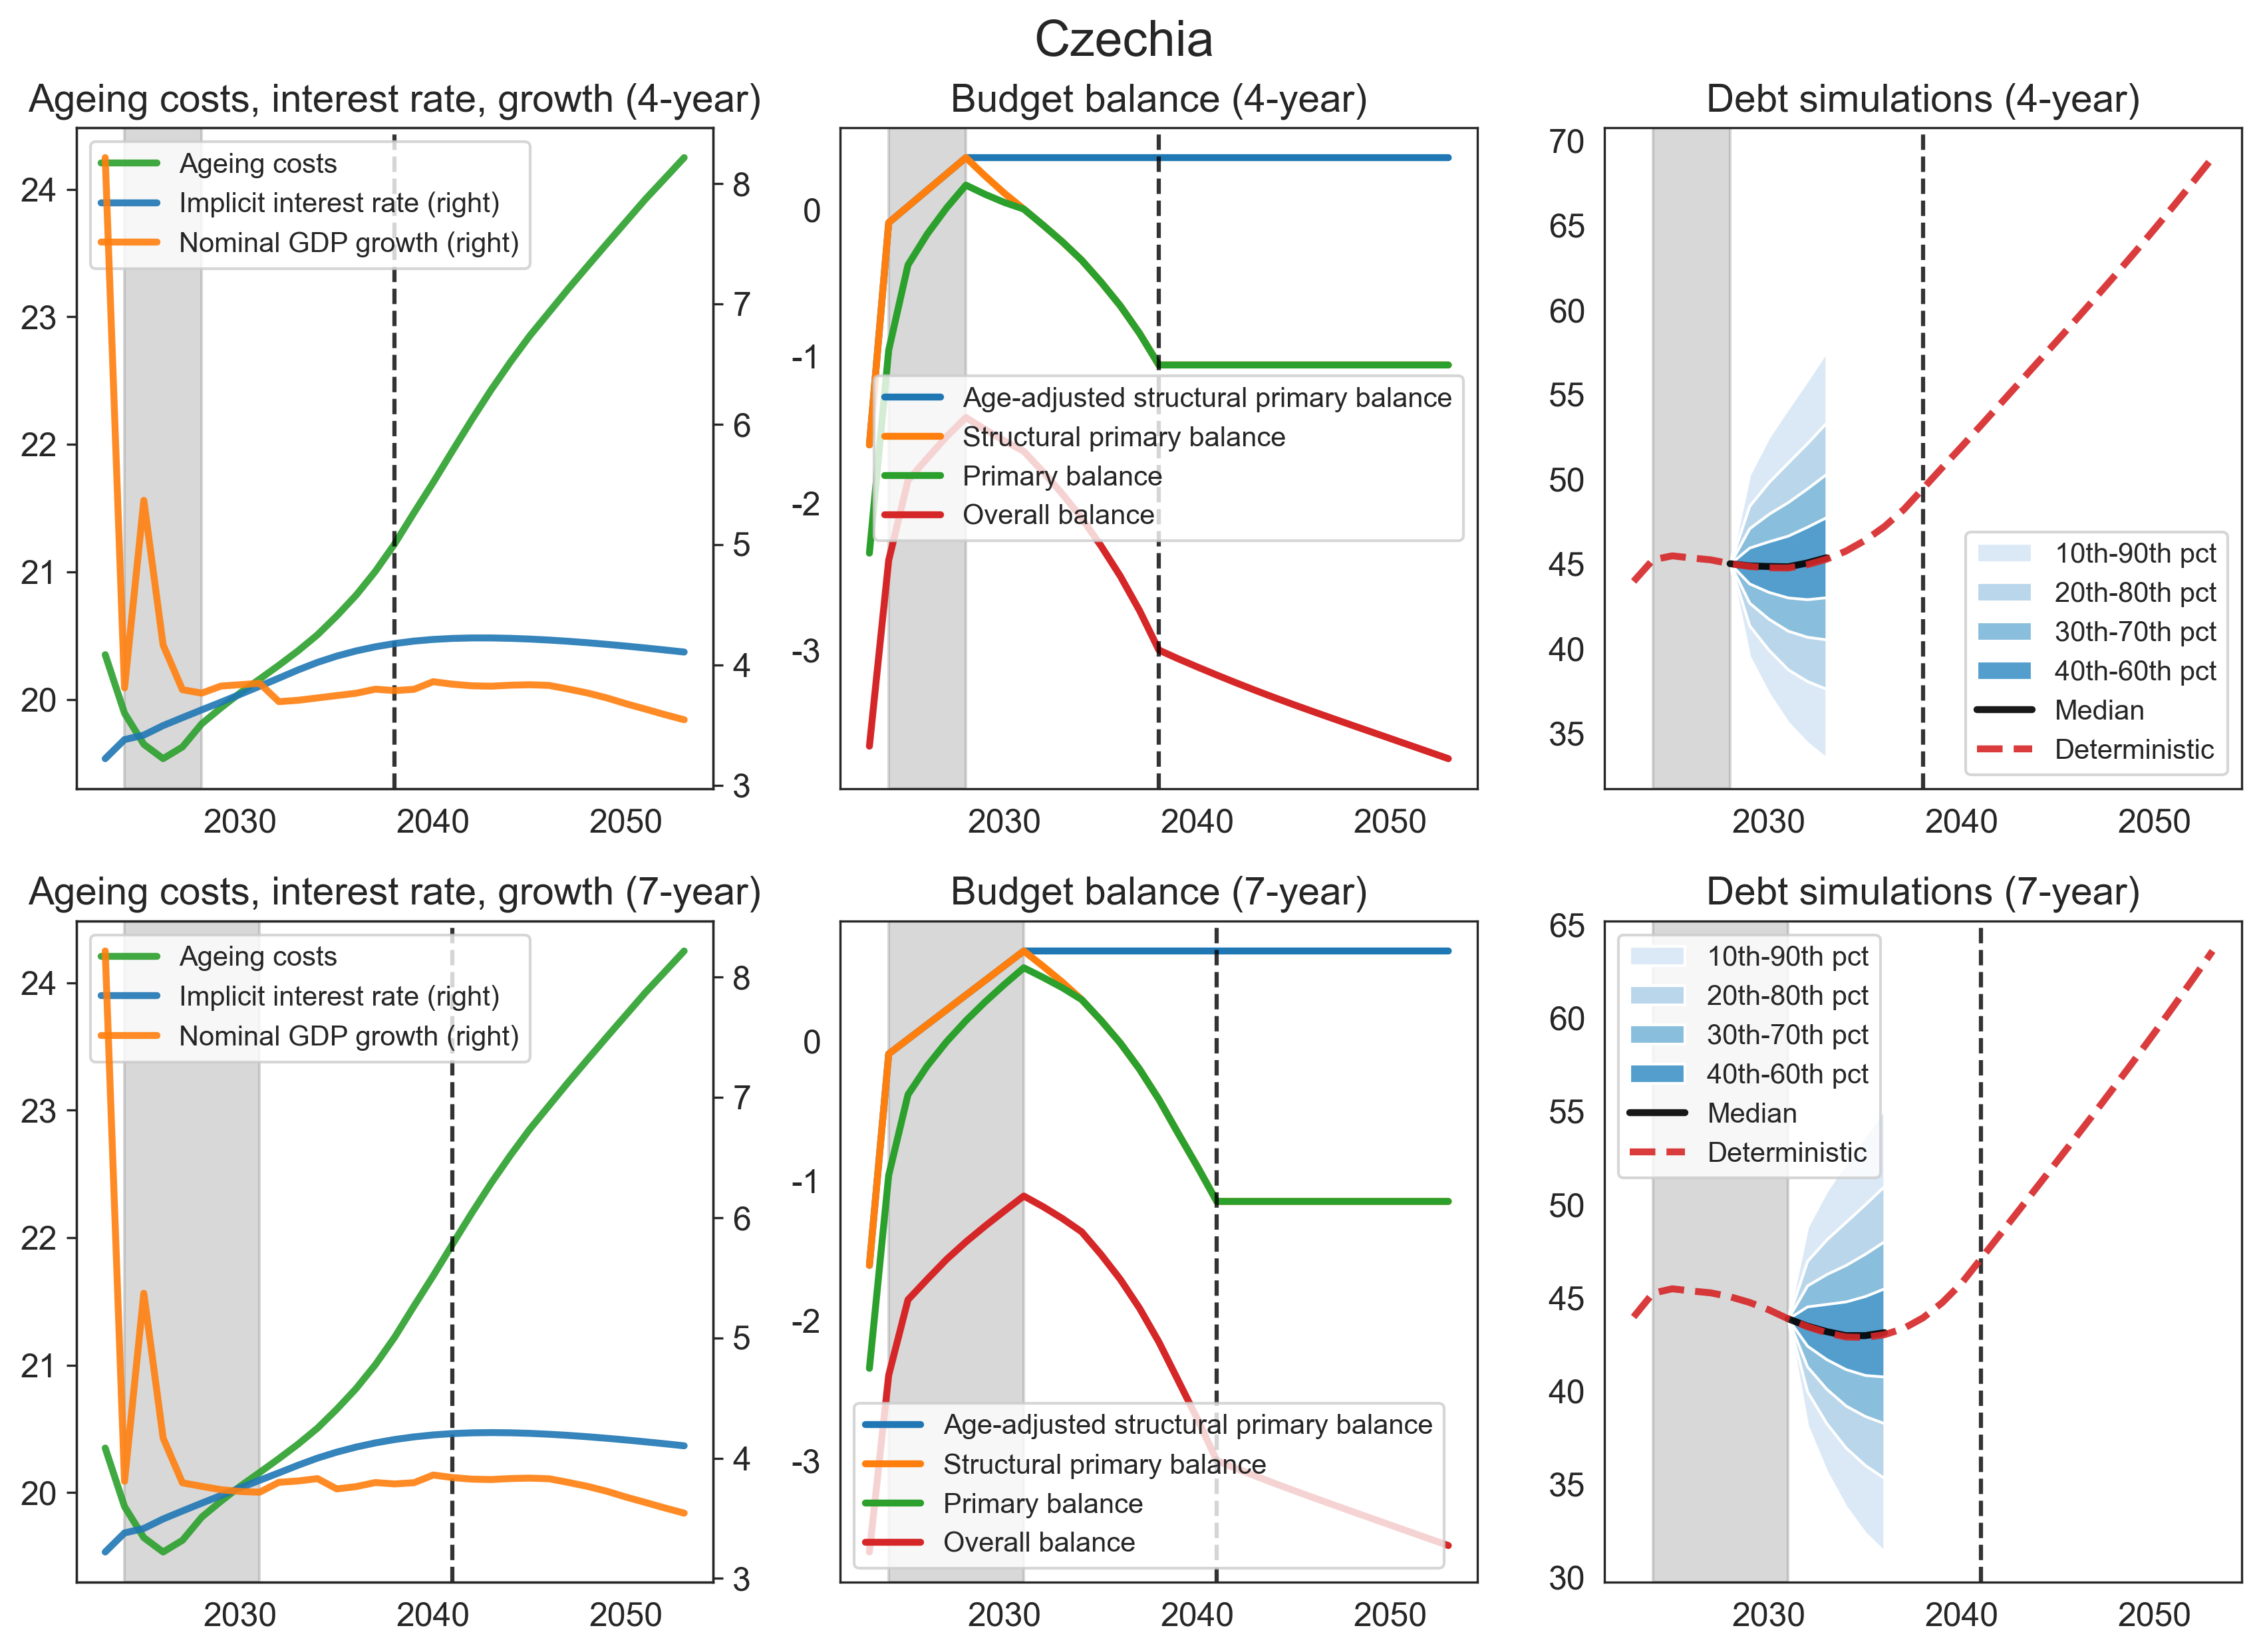 Czechia
Ageing costs, interest rate, growth (4-year)
Ageing costs
Implicit interest rate (right)
Nominal GDP growth (right)
24
23
22
21
20
8
7
6
5
4
3
2030 2040 2050
Budget balance (4-year)
0
-1
-2
-3
Age-adjusted structural primary balance
Structural primary balance
Primary balance
Overall balance
2030 2040 2050
Debt simulations (4-year)
70
65
60
55
50
45
40
35
10th-90th pct
20th-80th pct
30th-70th pct
40th-60th pct
Median
Deterministic
2030 2040 2050
Ageing costs, interest rate, growth (7-year)
Ageing costs
Implicit interest rate (right)
Nominal GDP growth (right)
24
23
22
21
20
8
7
6
5
4
3
2030 2040 2050
Budget balance (7-year)
0
-1
-2
-3
Age-adjusted structural primary balance
Structural primary balance
Primary balance
Overall balance
2030 2040 2050
Debt simulations (7-year)
65
60
55
50
45
40
35
30
10th-90th pct
20th-80th pct
30th-70th pct
40th-60th pct
Median
Deterministic
2030 2040 2050